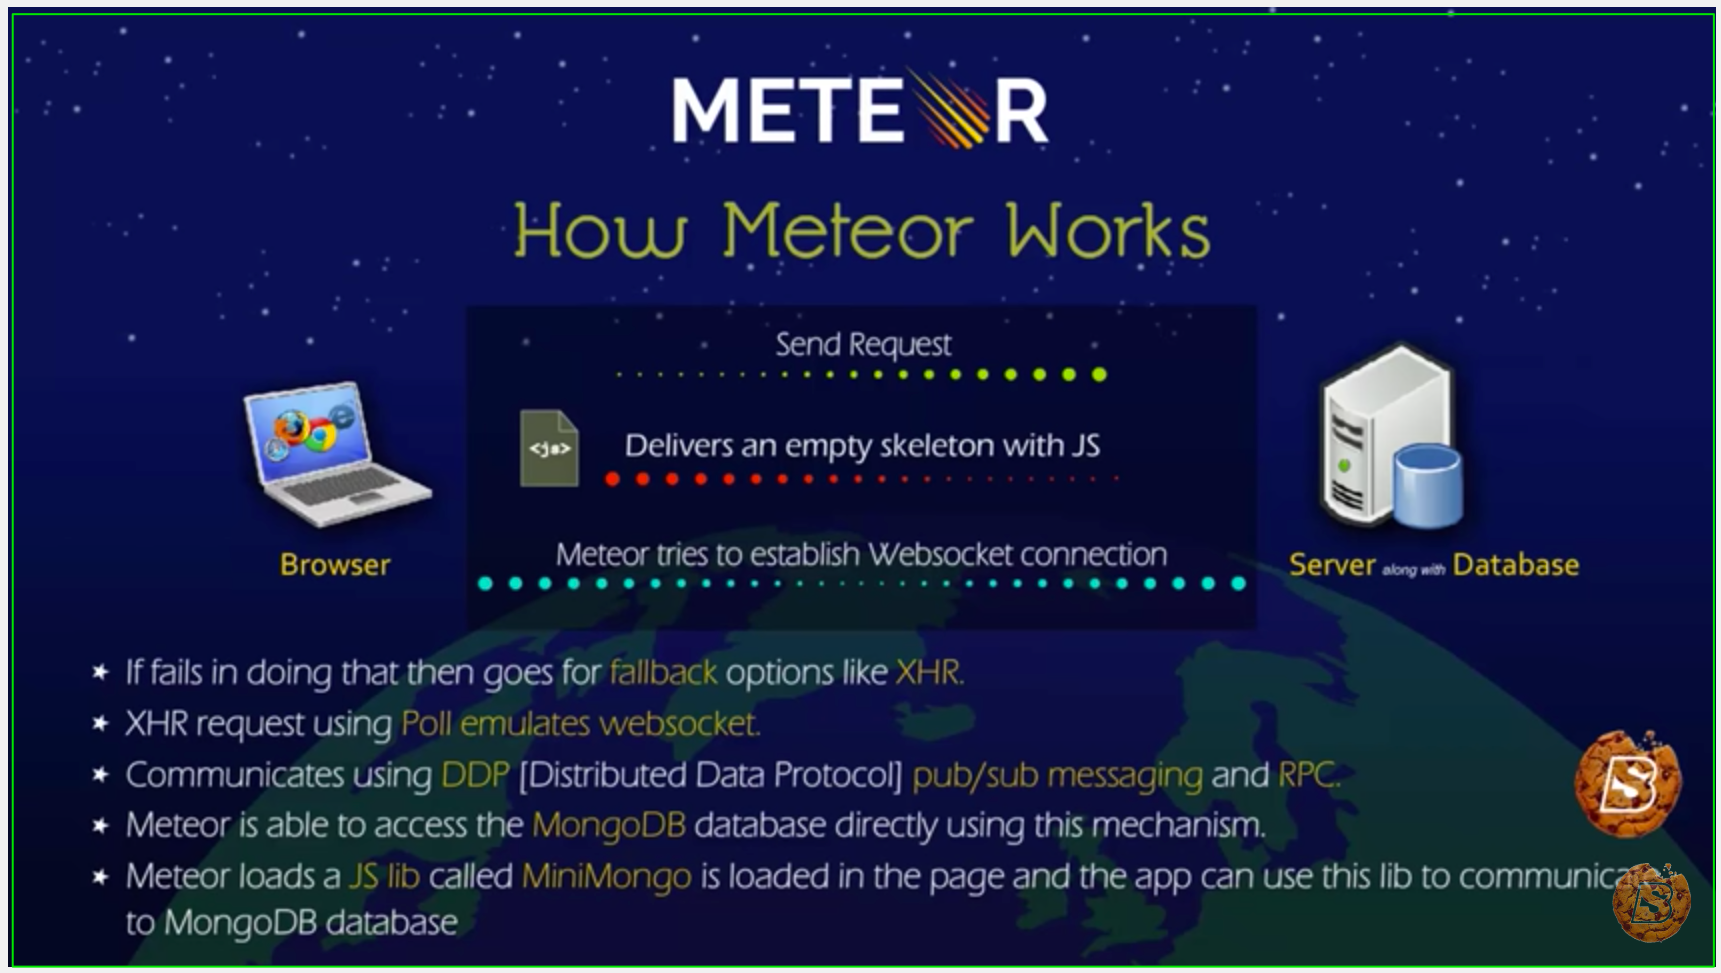 METEOR
How Meteor Works
Send Request
<js>
Delivers an empty skeleton with JS
Meteor tries to establish Websocket connection
Browser
Server along with Database
If fails in doing that then goes for fallback options like XHR.
XHR request using Poll emulates websocket.
Communicates using DDP [Distributed Data Protocol] pub/sub messaging and RPC.
Meteor is able to access the MongoDB database directly using this mechanism.
Meteor loads a JS lib called MiniMongo is loaded in the page and the app can use this lib to communica
to MongoDB database